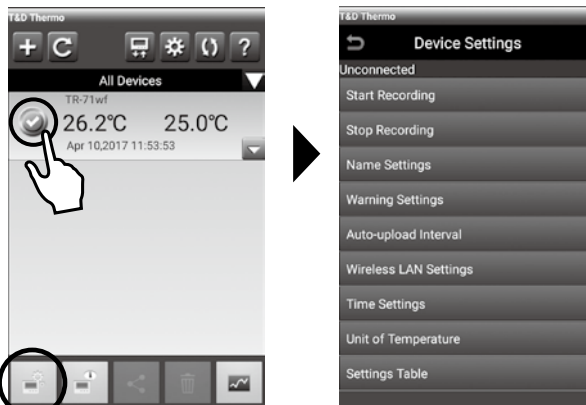 T&D Thermo
+ C ?
All Devices
TR-71wf
26.2°C 25.0°C
Apr 10,2017 11:53:53
T&D Thermo
Device Settings
Unconnected
Start Recording
Stop Recording
Name Settings
Warning Settings
Auto-upload Interval
Wireless LAN Settings
Time Settings
Unit of Temperature
Settings Table